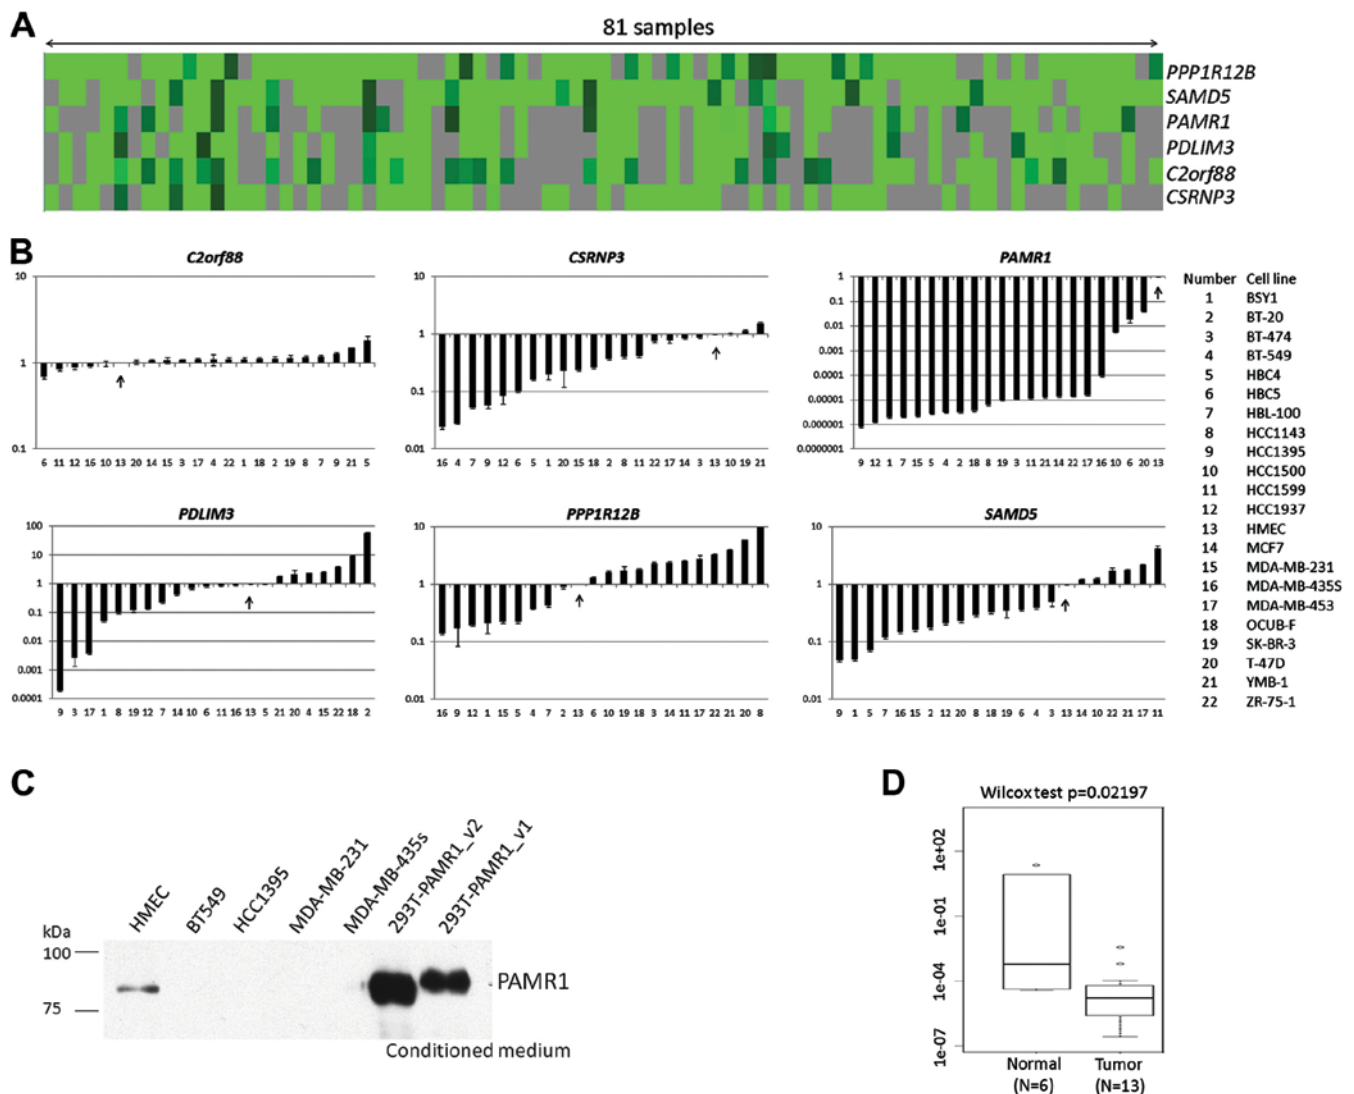 A
81 samples
PPP1R12B
SAMD5
PAMR1
PDLIM3
C2orf88
CSRNP3
B
C2orf88
10
1
0.1
6 11 12 16 10 13 20 14 15 3 17 4 22 1 18 2 19 8 7 9 21 5
CSRNP3
10
1
0.1
0.01
16 4 7 9 12 6 5 1 20 15 18 2 8 11 22 17 14 3 13 10 19 21
PAMR1
1
0.1
0.01
0.001
0.0001
0.00001
0.000001
0.0000001
9 12 1 7 15 5 4 2 18 8 19 3 11 21 14 22 17 16 10 6 20 13
PDLIM3
100
10
1
0.1
0.01
0.001
0.0001
9 3 17 1 8 19 12 7 14 10 6 11 16 13 5 21 20 4 15 22 18 2
PPP1R12B
10
1
0.1
0.01
16 9 12 1 15 5 4 7 2 13 6 10 19 18 3 14 11 17 22 21 20 8
SAMD5
10
1
0.1
0.01
9 1 5 7 16 15 2 12 20 8 18 19 6 4 3 13 14 10 22 21 17 11
Number Cell line
1 BSY1
2 BT-20
3 BT-474
4 BT-549
5 HBC4
6 HBC5
7 HBL-100
8 HCC1143
9 HCC1395
10 HCC1500
11 HCC1599
12 HCC1937
13 HMEC
14 MCF7
15 MDA-MB-231
16 MDA-MB-435S
17 MDA-MB-453
18 OCUB-F
19 SK-BR-3
20 T-47D
21 YMB-1
22 ZR-75-1
C
HMEC
BT549
HCC1395
MDA-MB-231
MDA-MB-435s
293T-PAMR1_v2
293T-PAMR1_v1
kDa
100
75
PAMR1
Conditioned medium
D
Wilcox test p=0.02197
1e+02
1e-01
1e-04
1e-07
Normal Tumor
(N=6) (N=13)